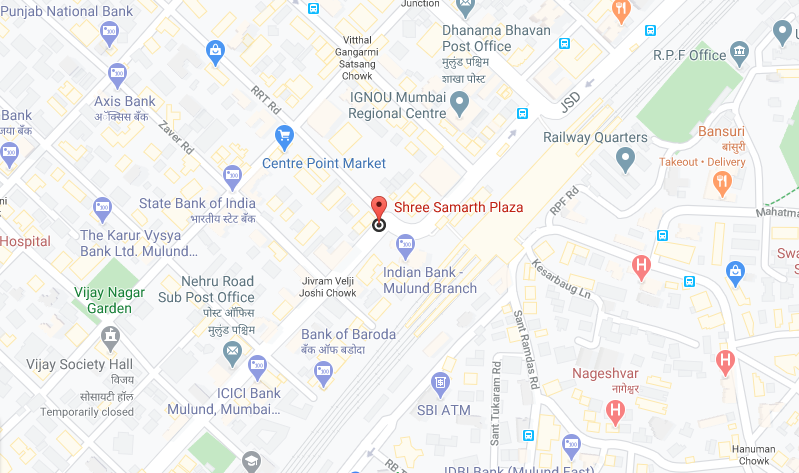 Punjab National Bank
Junction
Vitthal
Gangarmi
Satsang
Chowk
Dhanama Bhavan
Post Office
मुलुंड पश्चिम
शाखा पोस्ट
R.P.F Office
Axis Bank
अ‍ॅक्सिस बँक
RRT Rd
JSD
IGNOU Mumbai
Regional Centre
Zaver Rd
Railway Quarters
Bansuri
बांसुरी
Takeout • Delivery
Centre Point Market
RPF Rd
Shree Samarth Plaza
State Bank of India
भारतीय स्टेट बँक
Mahatma
Hospital
The Karur Vysya
Bank Ltd. Mulund...
Indian Bank -
Mulund Branch
Kesarbaug Ln
Nehru Road
Sub Post Office
पोस्ट ऑफिस
मुलुंड पश्चिम
Jivram Velji
Joshi Chowk
Vijay Nagar
Garden
Sant Ramdas Rd
Bank of Baroda
बँक ऑफ बडोदा
Vijay Society Hall
विजय
सोसायटी हॉल
Temporarily closed
ICICI Bank
Mulund, Mumbai...
Nageshvar
नागेश्वर
SBI ATM
Sant Tukaram Rd
Hanuman
Chowk
IDBI Bank (Mulund East)